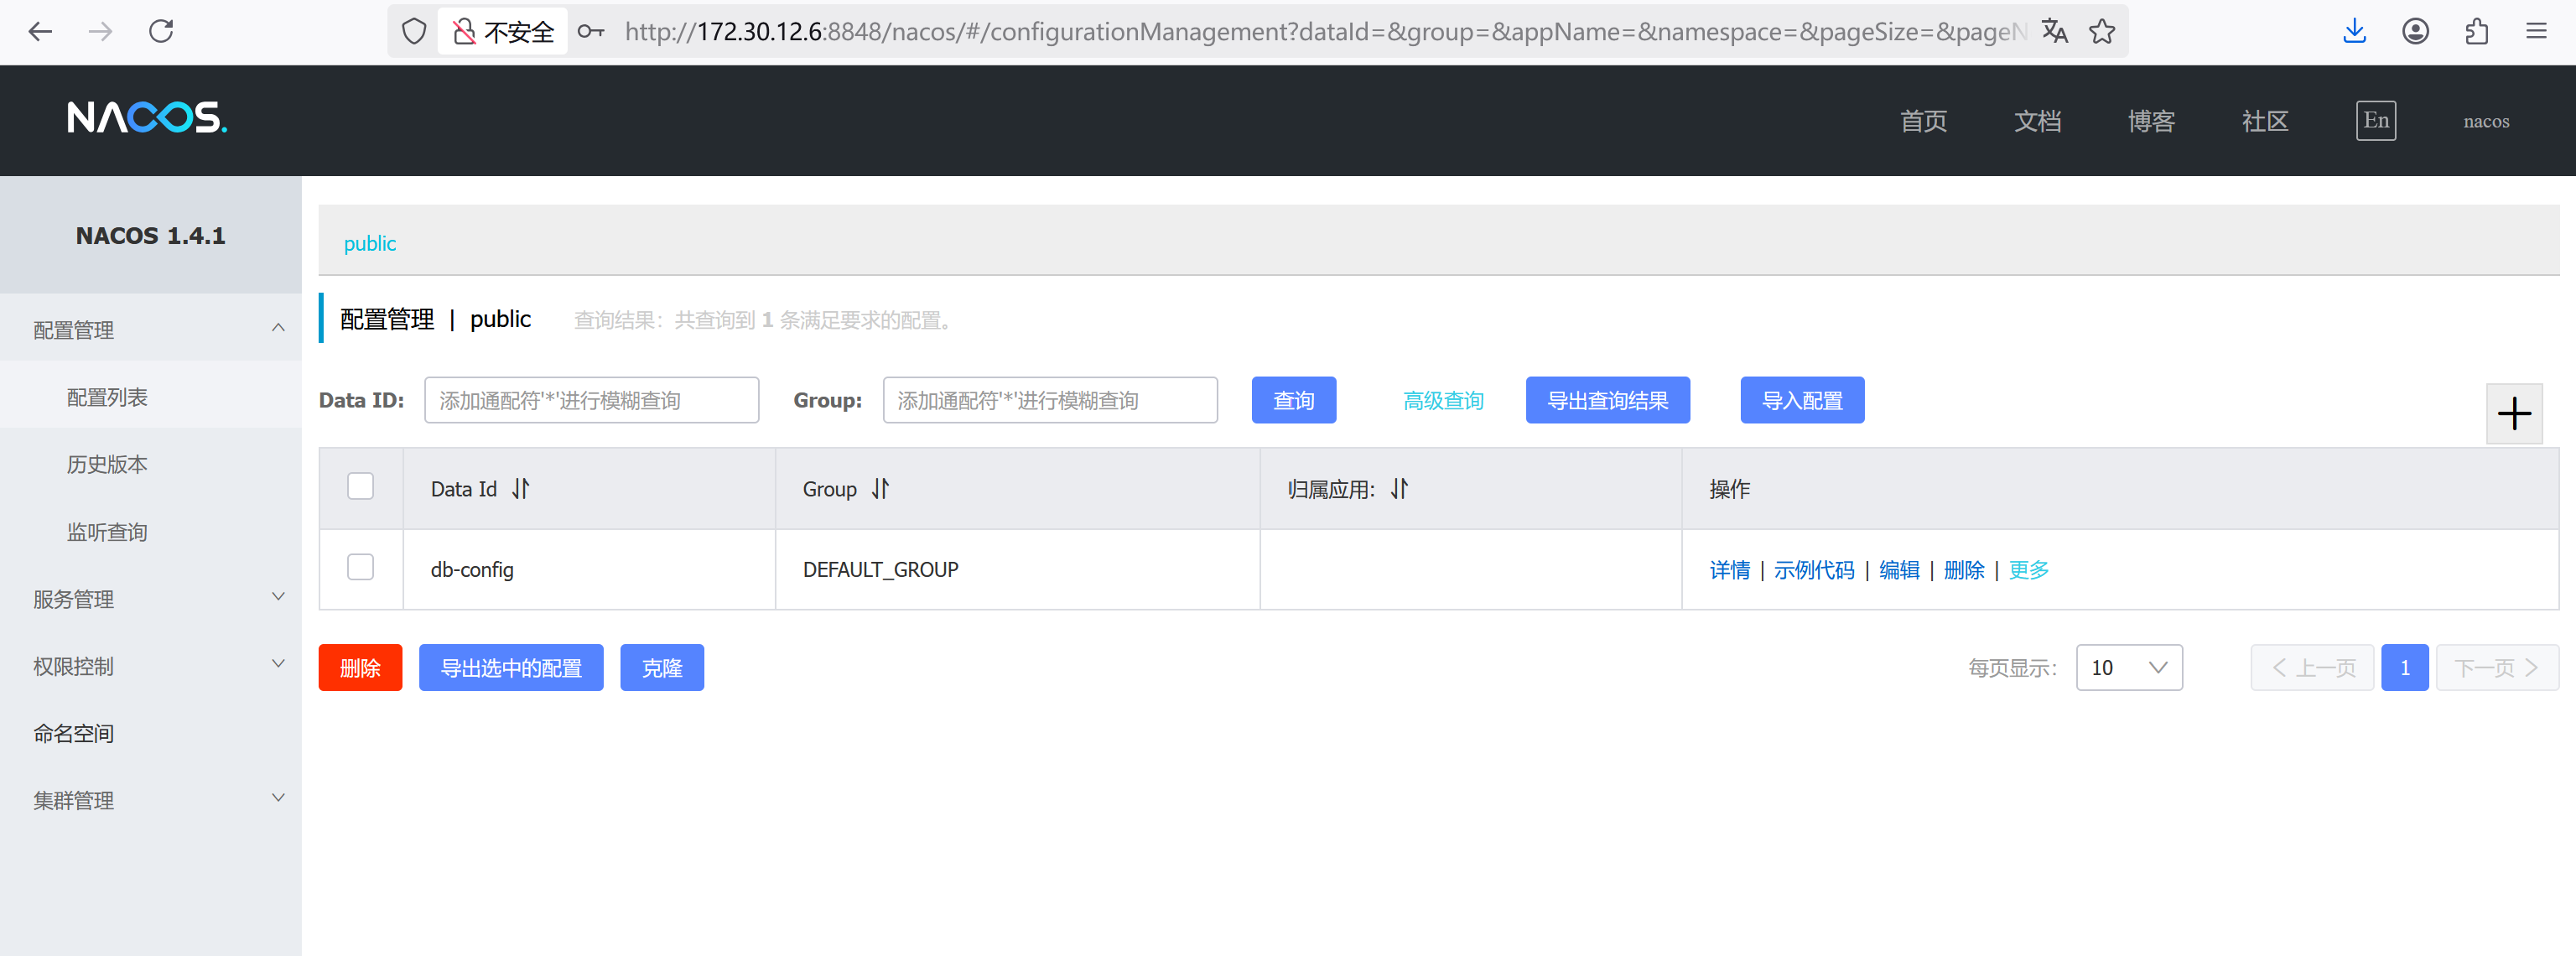 不安全 http://172.30.12.6:8848/nacos/#/configurationManagement?dataId=&group=&appName=&namespace=&pageSize=&pageN
NACOS. 首页 文档 博客 社区 En nacos
NACOS 1.4.1
public
配置管理
配置管理 | public 查询结果：共查询到 1 条满足要求的配置。
配置列表
Data ID: 添加通配符'*'进行模糊查询 Group: 添加通配符'*'进行模糊查询 查询 高级查询 导出查询结果 导入配置
历史版本
Data Id Group 归属应用: 操作
监听查询
db-config DEFAULT_GROUP 详情 | 示例代码 | 编辑 | 删除 | 更多
服务管理
权限控制
删除 导出选中的配置 克隆 每页显示: 10 上一页 1 下一页
命名空间
集群管理